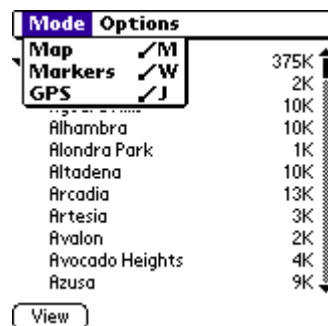 Mode Options
Map /M
Markers /W
GPS /J
375K
2K
10K
Alhambra 10K
Alondra Park 1K
Altadena 10K
Arcadia 13K
Artesia 3K
Avalon 2K
Avocado Heights 4K
Azusa 9K
View